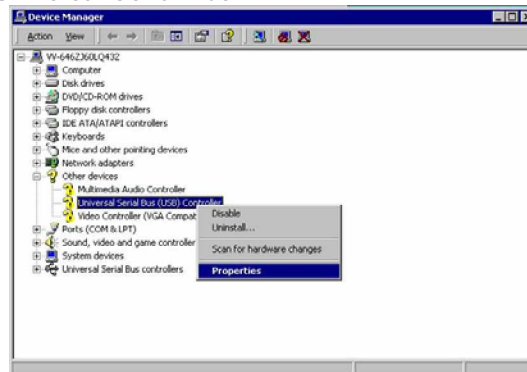 Device Manager
Action View
VV-646ZJ60LQ432
Computer
Disk drives
DVD/CD-ROM drives
Floppy disk controllers
IDE ATA/ATAPI controllers
Keyboards
Mice and other pointing devices
Network adapters
Other devices
Multimedia Audio Controller
Universal Serial Bus (USB) Controller
Video Controller (VGA Compat
Ports (COM & LPT)
Sound, video and game controller
System devices
Universal Serial Bus controllers
Disable
Uninstall...
Scan for hardware changes
Properties